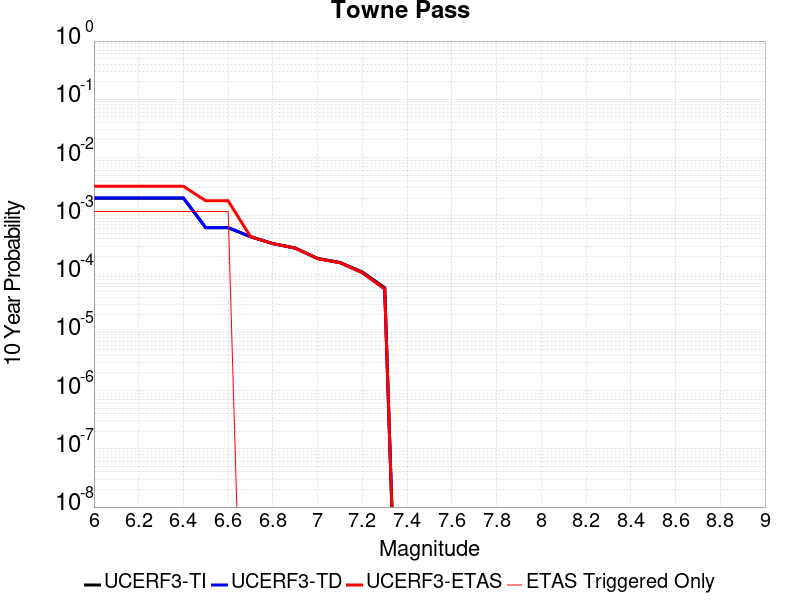 Towne Pass
10 Year Probability
10^0
10^-1
10^-2
10^-3
10^-4
10^-5
10^-6
10^-7
10^-8
6 6.2 6.4 6.6 6.8 7 7.2 7.4 7.6 7.8 8 8.2 8.4 8.6 8.8 9
Magnitude
UCERF3-TI UCERF3-TD UCERF3-ETAS ETAS Triggered Only